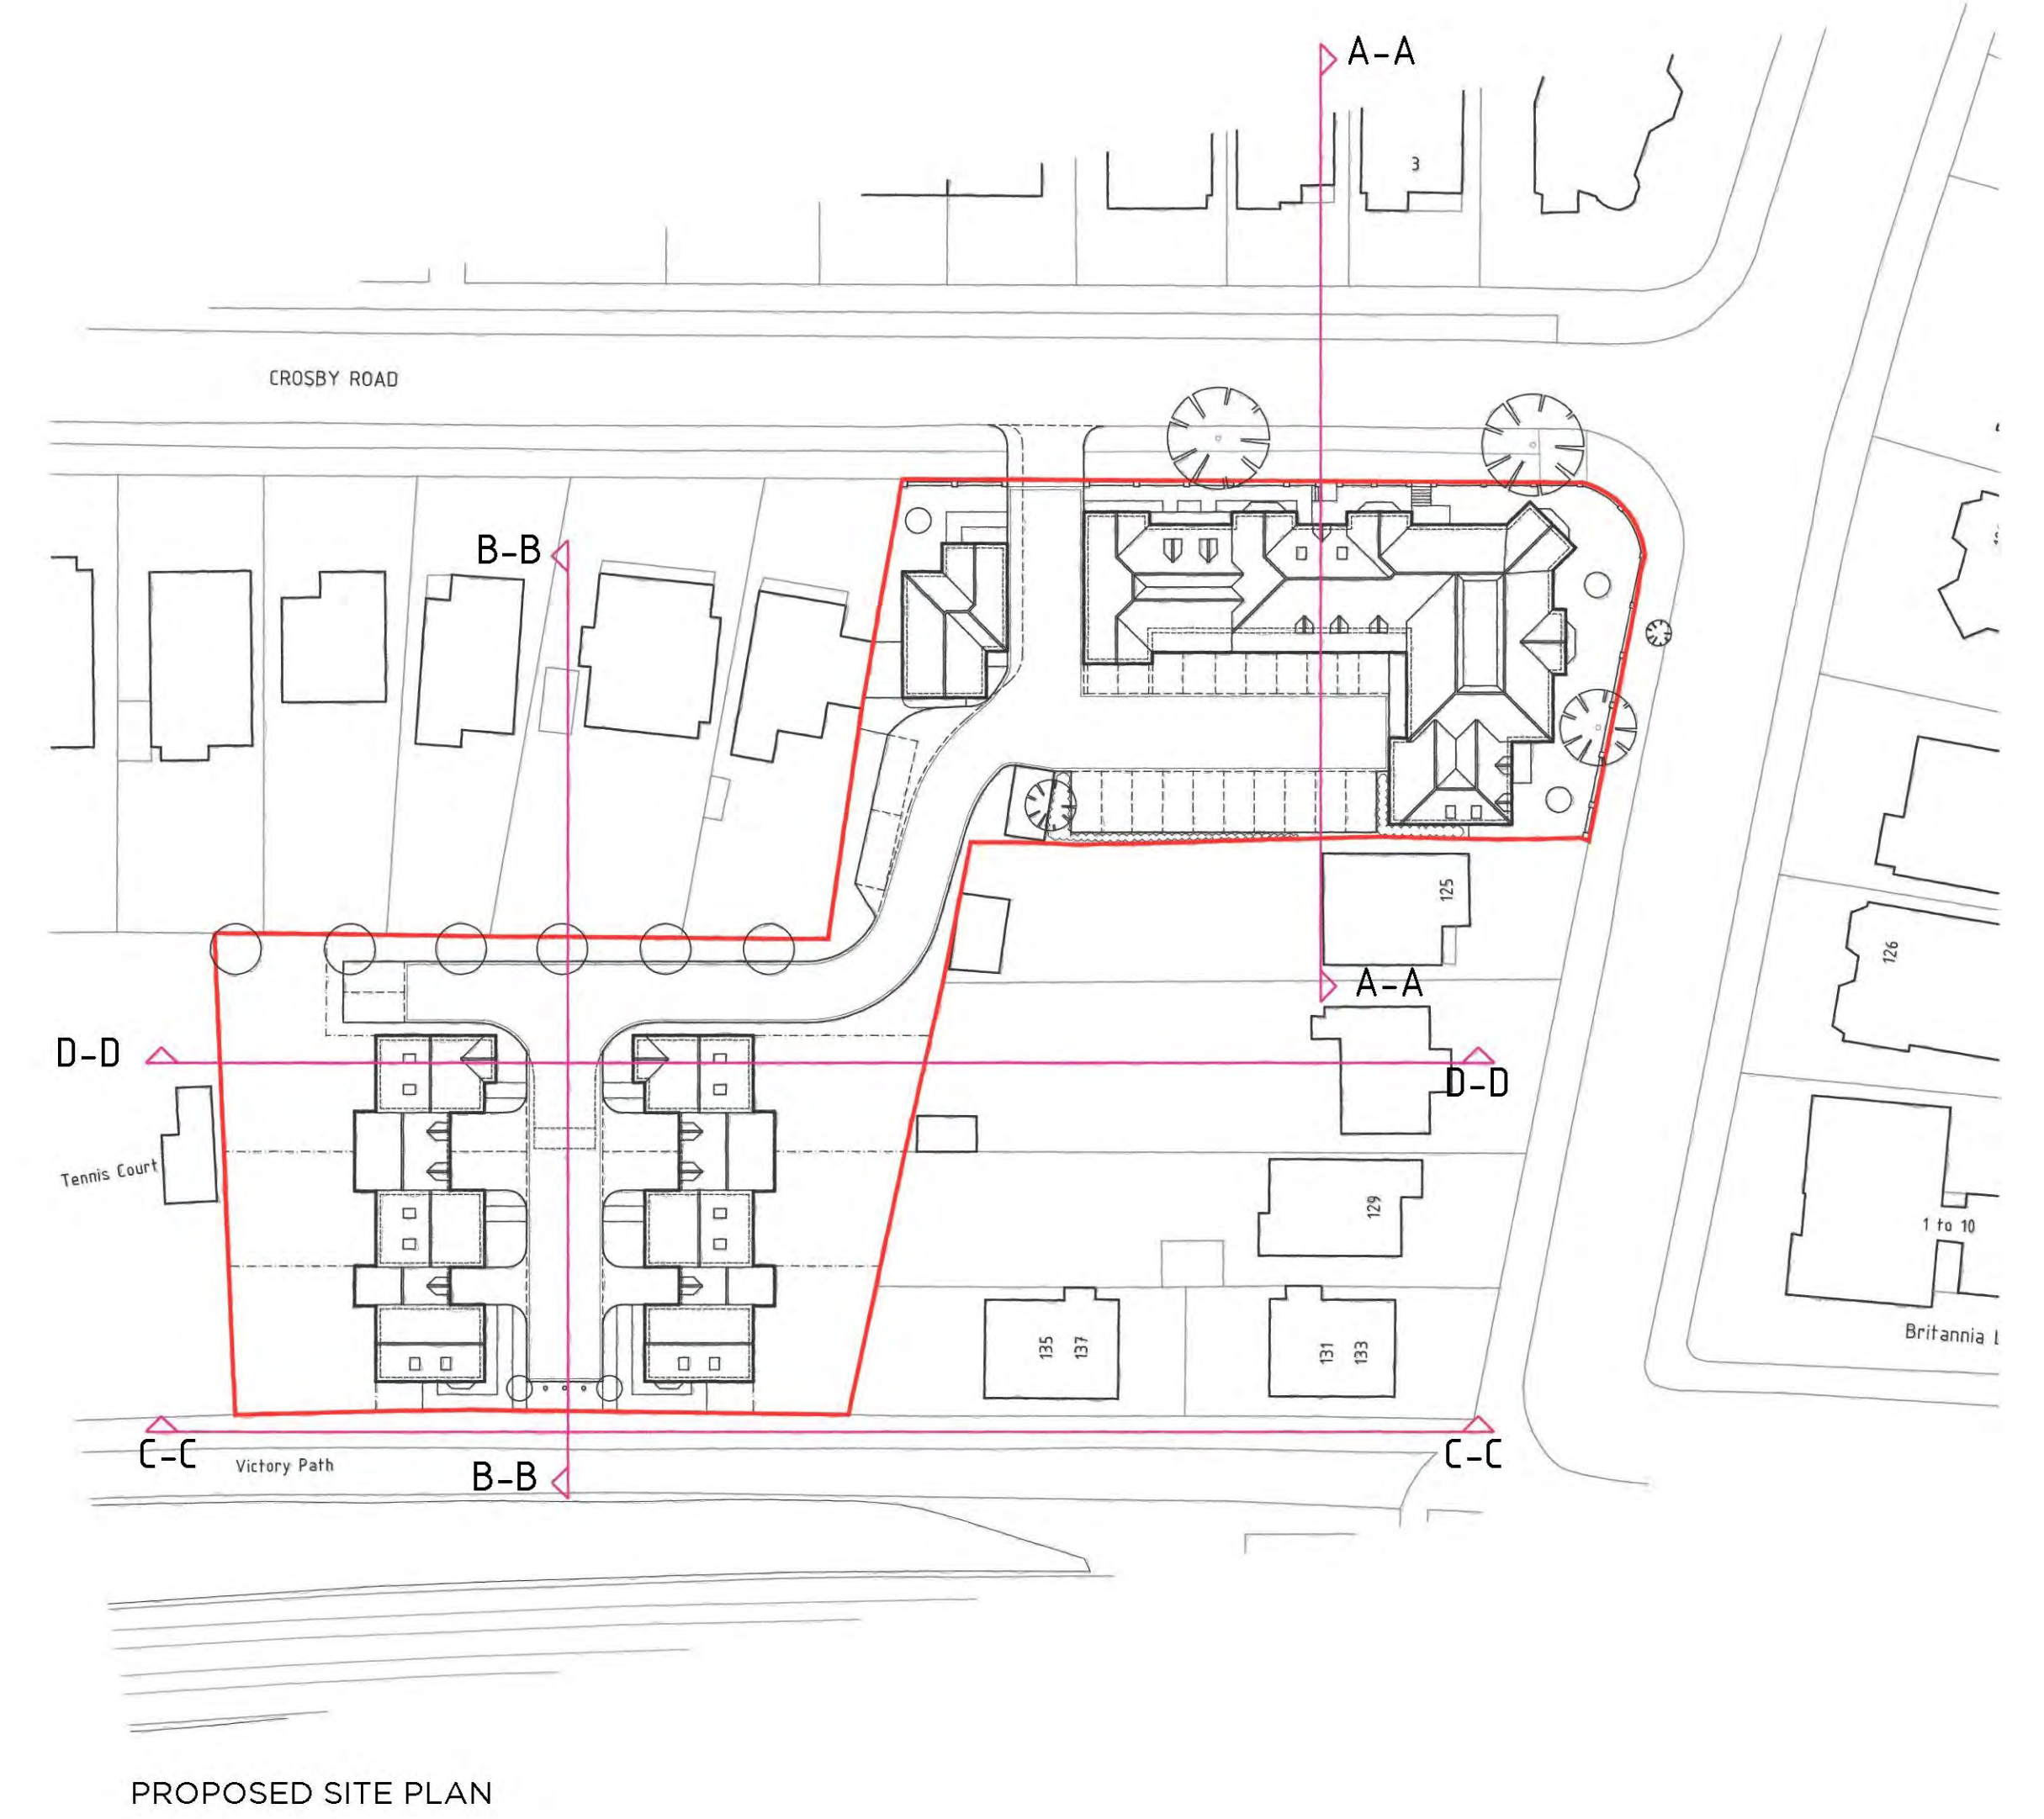 A-A
3
CROSBY ROAD
B-B
125
126
A-A
D-D
D-D
Tennis Court
129
1 to 10
135
137
131
133
Britannia
C-C
C-C
Victory Path
B-B
PROPOSED SITE PLAN